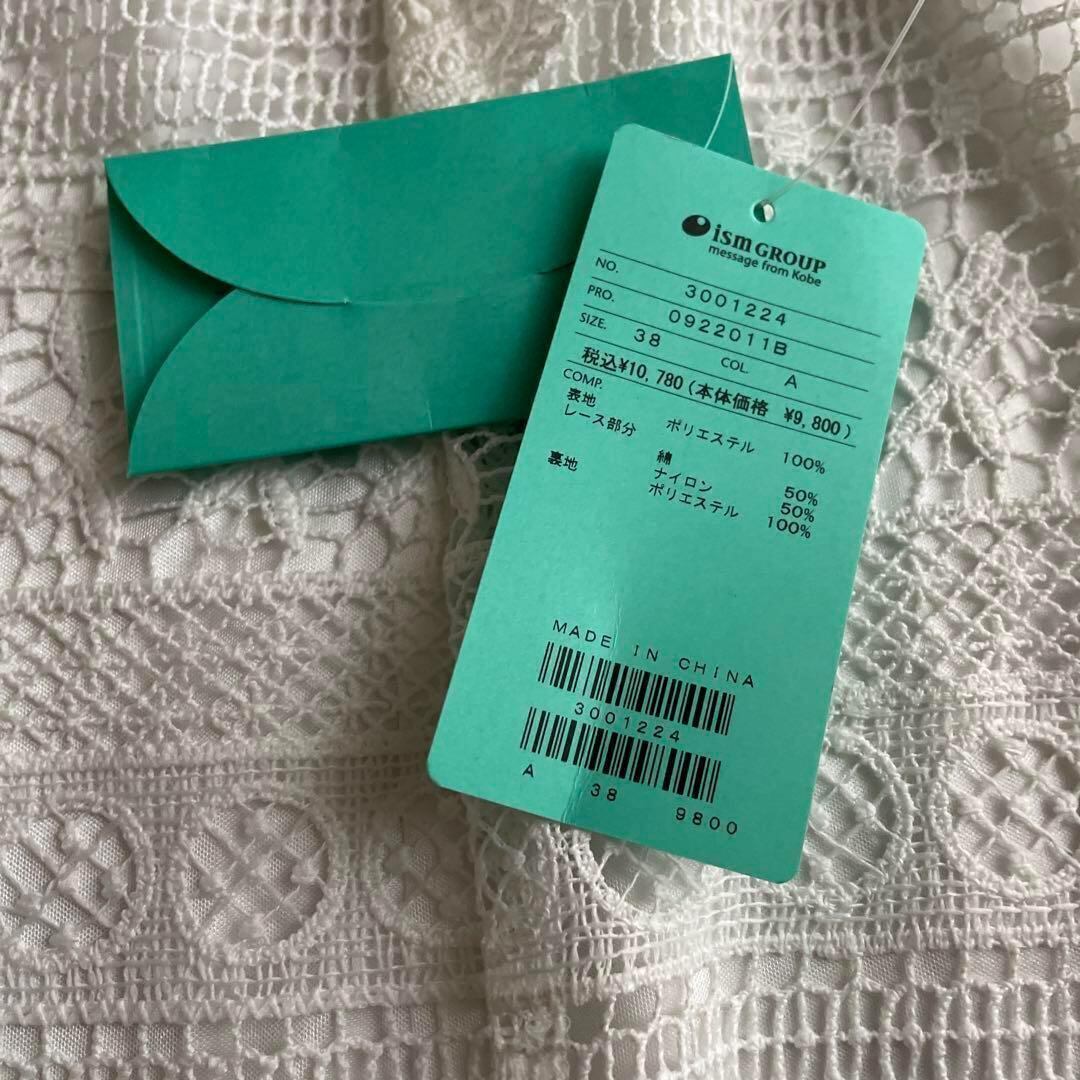 ism GROUP
message from Kobe
NO. 3001224
PRO. 0922011B
SIZE. 38 COL. A
税込¥10,780(本体価格 ¥9,800)
COMP.
表地 ポリエステル 100%
レース部分 綿 50%
ナイロン 50%
裏地 ポリエステル 100%
MADE IN CHINA
3001224
A 38 9800